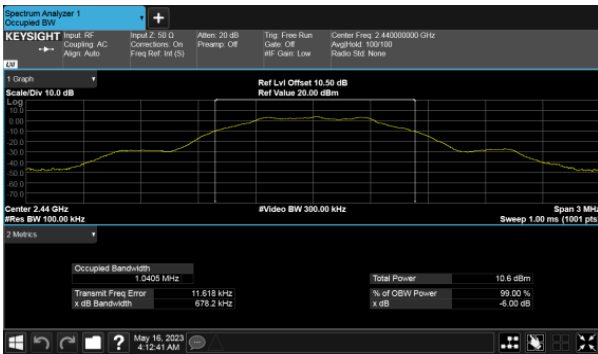 Spectrum Analyzer 1
Occupied BW
+
KEYSIGHT Input: RF Input Z: 50 Ω Atten: 20 dB Trig: Free Run Center Freq: 2.440000000 GHz
Coupling: AC Corrections: On Preamp: Off Gate: Off Avg|Hold: 100/100
Align: Auto Freq Ref: Int (S) #IF Gain: Low Radio Std: None
LXI
1 Graph
Ref Lvl Offset 10.50 dB
Scale/Div 10.0 dB Ref Value 20.00 dBm
Log
10.0
0.00
-10.0
-20.0
-30.0
-40.0
-50.0
-60.0
-70.0
Center 2.44 GHz #Video BW 300.00 kHz Span 3 MHz
#Res BW 100.00 kHz Sweep 1.00 ms (1001 pts
2 Metrics
Occupied Bandwidth
1.0405 MHz Total Power 10.6 dBm
Transmit Freq Error 11.618 kHz % of OBW Power 99.00 %
x dB Bandwidth 678.2 kHz x dB -6.00 dB
? May 16, 2023
4:12:41 AM